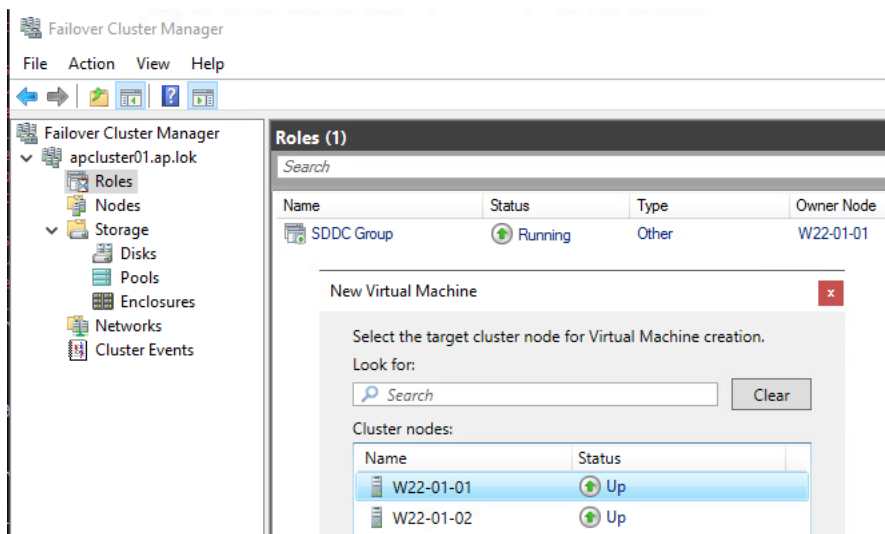 Failover Cluster Manager
File Action View Help
Failover Cluster Manager
apcluster01.ap.lok
Roles
Nodes
Storage
Disks
Pools
Enclosures
Networks
Cluster Events
Roles (1)
Search
Name Status Type Owner Node
SDDC Group Running Other W22-01-01
New Virtual Machine
x
Select the target cluster node for Virtual Machine creation.
Look for:
Search Clear
Cluster nodes:
Name Status
W22-01-01 Up
W22-01-02 Up